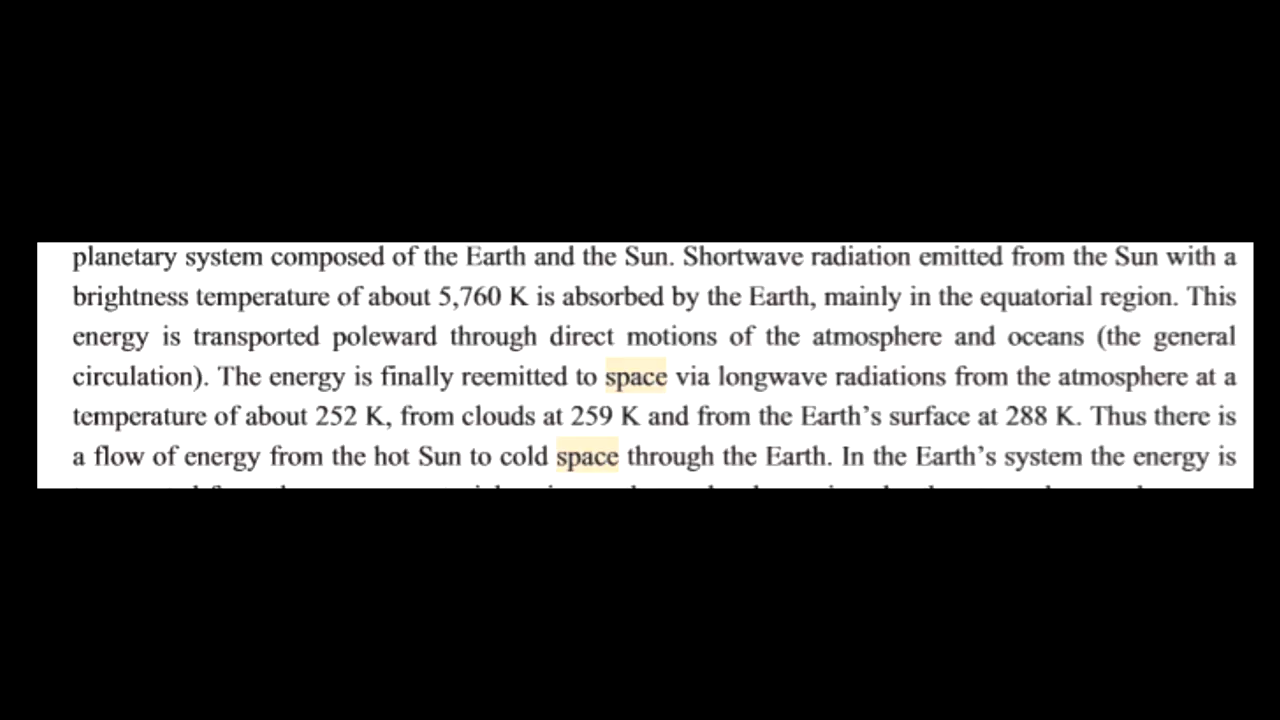 planetary system composed of the Earth and the Sun. Shortwave radiation emitted from the Sun with a
brightness temperature of about 5,760 K is absorbed by the Earth, mainly in the equatorial region. This
energy is transported poleward through direct motions of the atmosphere and oceans (the general
circulation). The energy is finally reemitted to space via longwave radiations from the atmosphere at a
temperature of about 252 K, from clouds at 259 K and from the Earth’s surface at 288 K. Thus there is
a flow of energy from the hot Sun to cold space through the Earth. In the Earth’s system the energy is